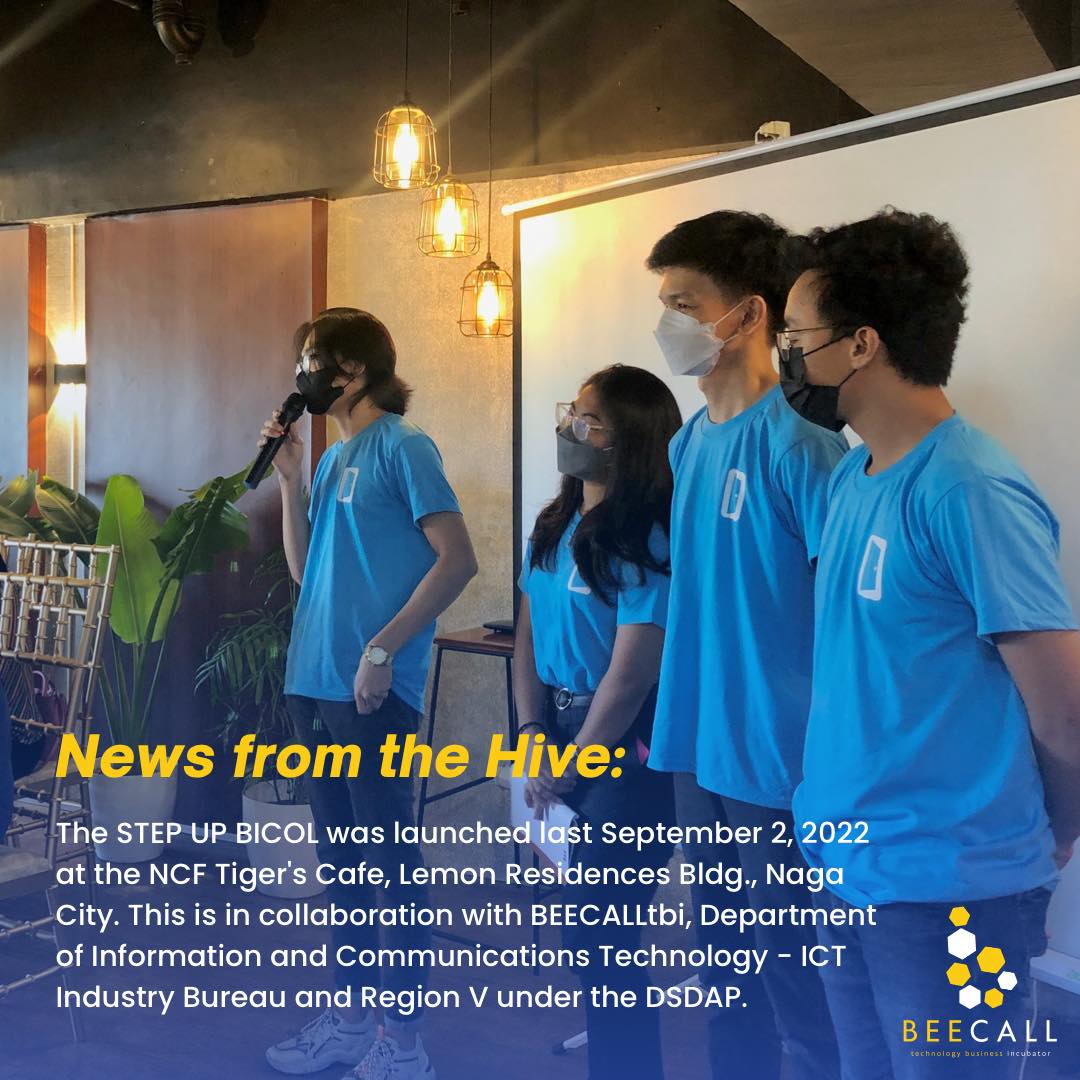 News from the Hive:
The STEP UP BICOL was launched last September 2, 2022
at the NCF Tiger's Cafe, Lemon Residences Bldg., Naga
City. This is in collaboration with BEECALLtbi, Department
of Information and Communications Technology - ICT
Industry Bureau and Region V under the DSDAP.
BEECALL
technology business incubator